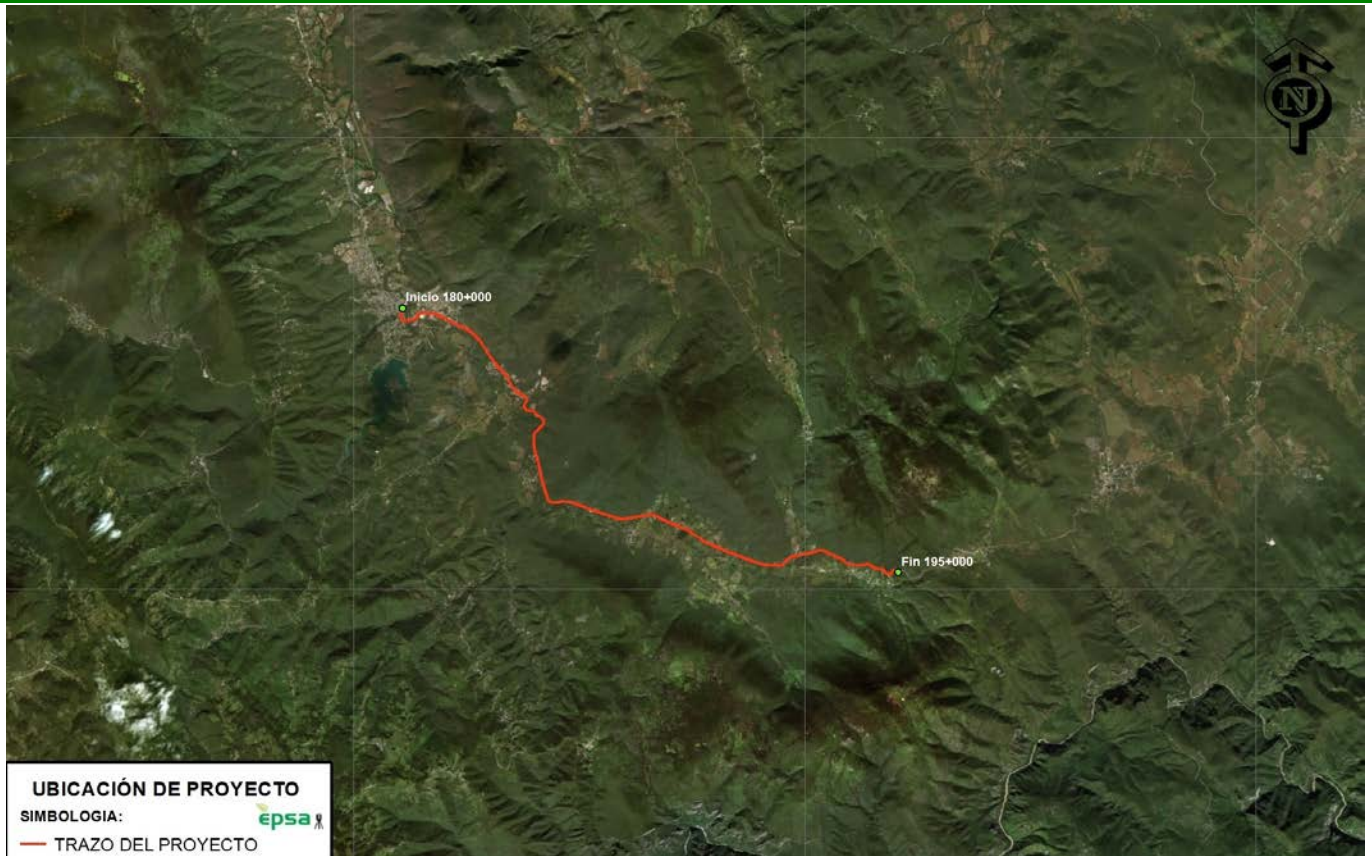 N
Inicio 180+000
Fin 195+000
UBICACIÓN DE PROYECTO
SIMBOLOGIA:
epsa
TRAZO DEL PROYECTO